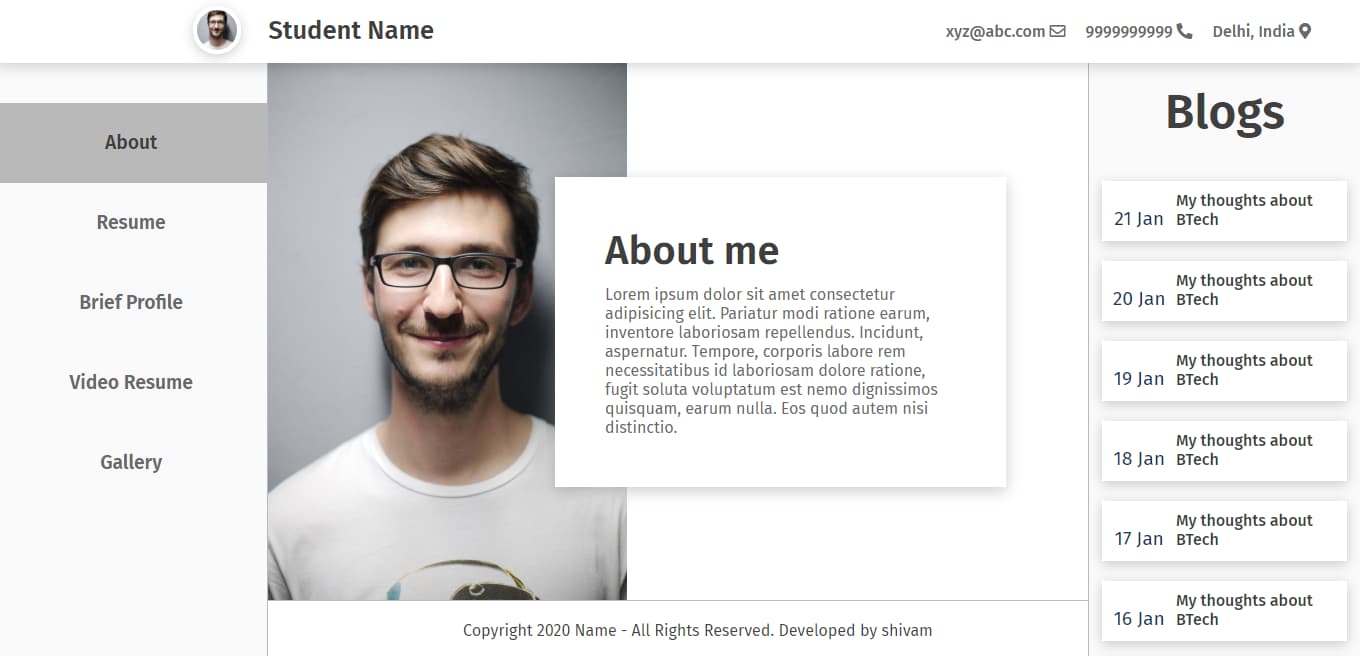 Student Name
xyz@abc.com
9999999999
Delhi, India
About
Resume
Brief Profile
Video Resume
Gallery
About me
Lorem ipsum dolor sit amet consectetur
adipisicing elit. Pariatur modi ratione earum,
inventore laboriosam repellendus. Incidunt,
aspernatur. Tempore, corporis labore rem
necessitatibus id laboriosam dolore ratione,
fugit soluta voluptatum est nemo dignissimos
quisquam, earum nulla. Eos quod autem nisi
distinctio.
Copyright 2020 Name - All Rights Reserved. Developed by shivam
Blogs
21 Jan
My thoughts about
BTech
20 Jan
My thoughts about
BTech
19 Jan
My thoughts about
BTech
18 Jan
My thoughts about
BTech
17 Jan
My thoughts about
BTech
16 Jan
My thoughts about
BTech